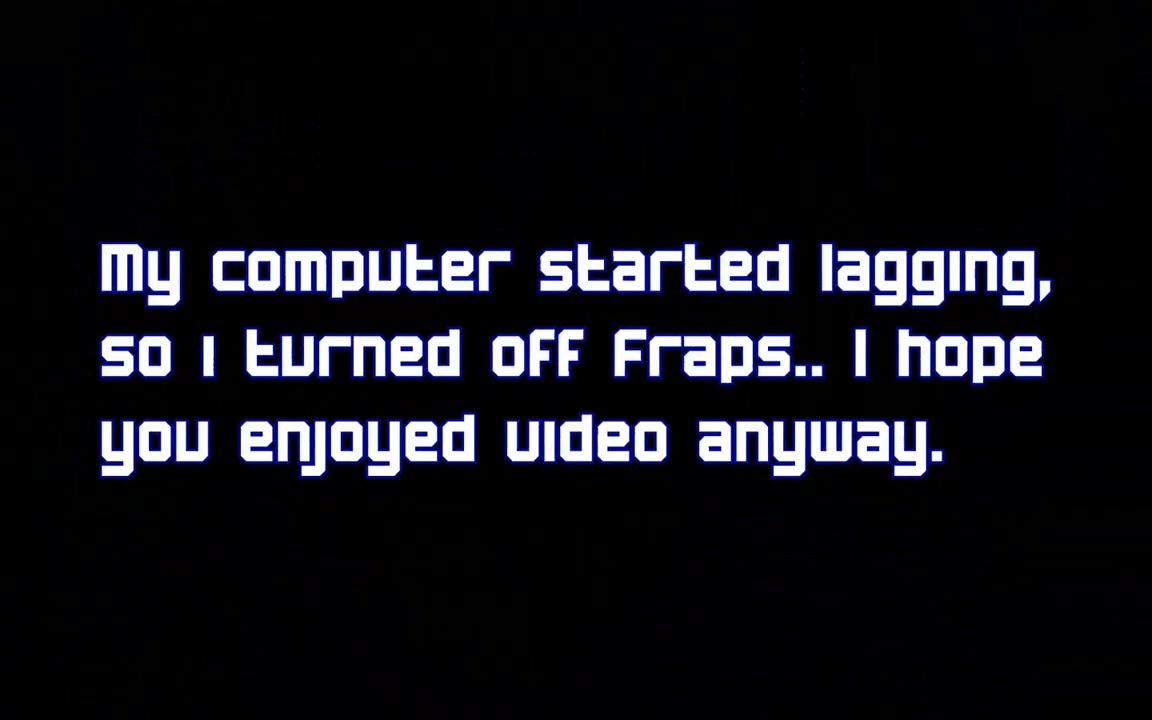 My computer started lagging,
so i turned off Fraps.. I hope
you enjoyed video anyway.